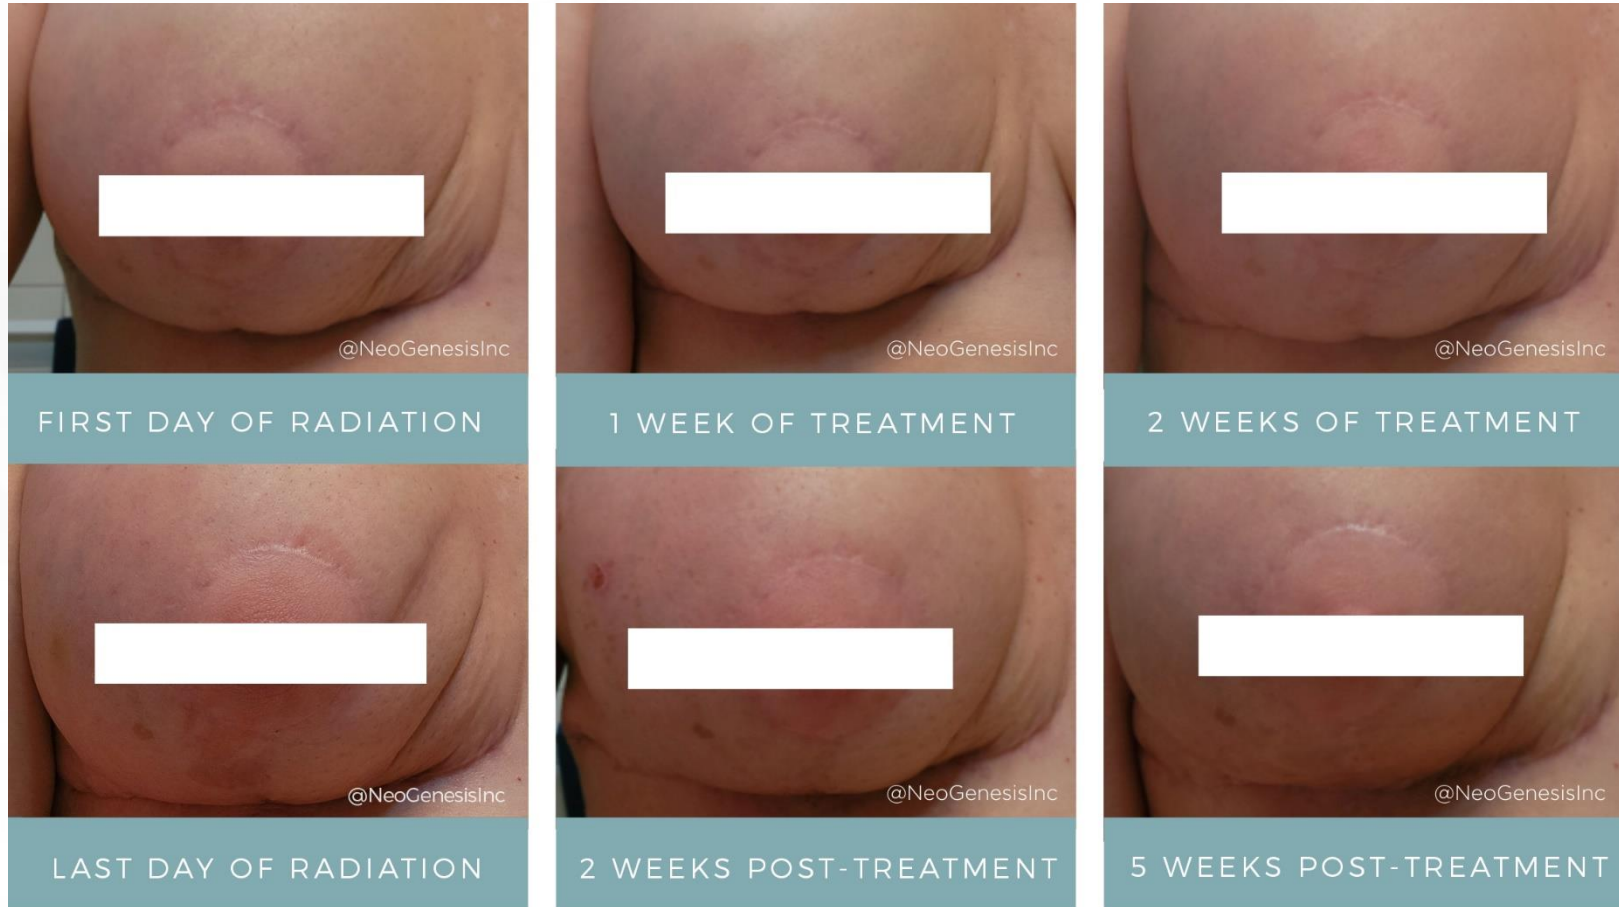 @NeoGenesisInc
@NeoGenesisInc
@NeoGenesisInc
FIRST DAY OF RADIATION
1 WEEK OF TREATMENT
2 WEEKS OF TREATMENT
@NeoGenesisInc
@NeoGenesisInc
@NeoGenesisInc
LAST DAY OF RADIATION
2 WEEKS POST-TREATMENT
5 WEEKS POST-TREATMENT